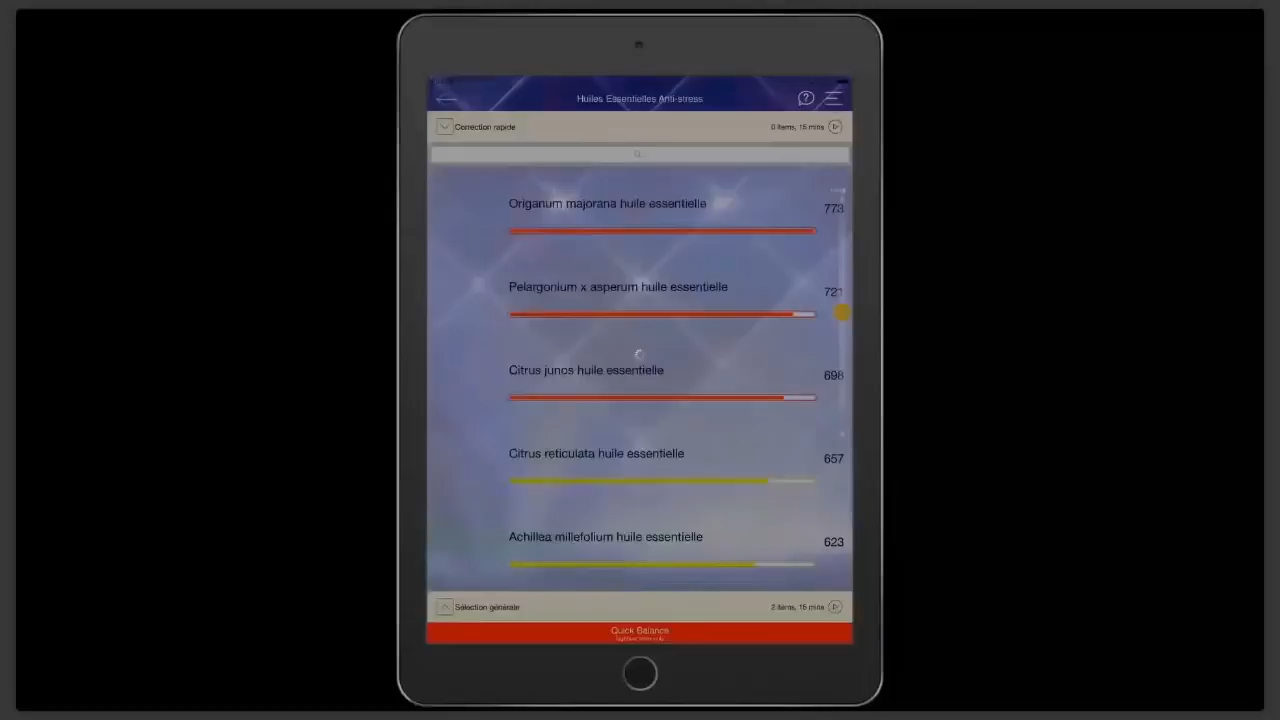 Huiles Essentielles Anti-stress
Correction rapide
0 items, 15 mins
Origanum majorana huile essentielle
773
Pelargonium x asperum huile essentielle
721
Citrus junos huile essentielle
698
Citrus reticulata huile essentielle
657
Achillea millefolium huile essentielle
623
Sélection générale
2 items, 15 mins
Quick Balance